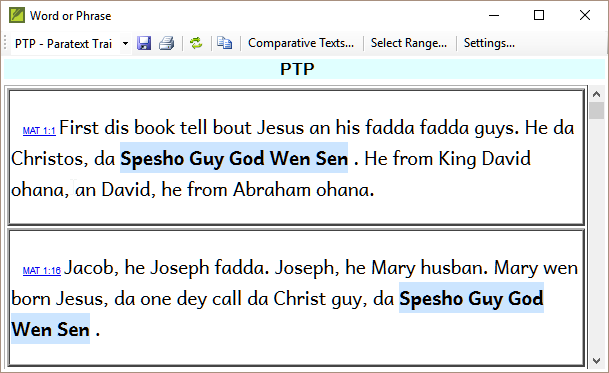 Word or Phrase
PTP - Paratext Trai Comparative Texts... Select Range... Settings...
PTP
MAT 1:1 First dis book tell bout Jesus an his fadda fadda guys. He da
Christos, da Spesho Guy God Wen Sen . He from King David
ohana, an David, he from Abraham ohana.
MAT 1:16 Jacob, he Joseph fadda. Joseph, he Mary husban. Mary wen
born Jesus, da one dey call da Christ guy, da Spesho Guy God
Wen Sen .